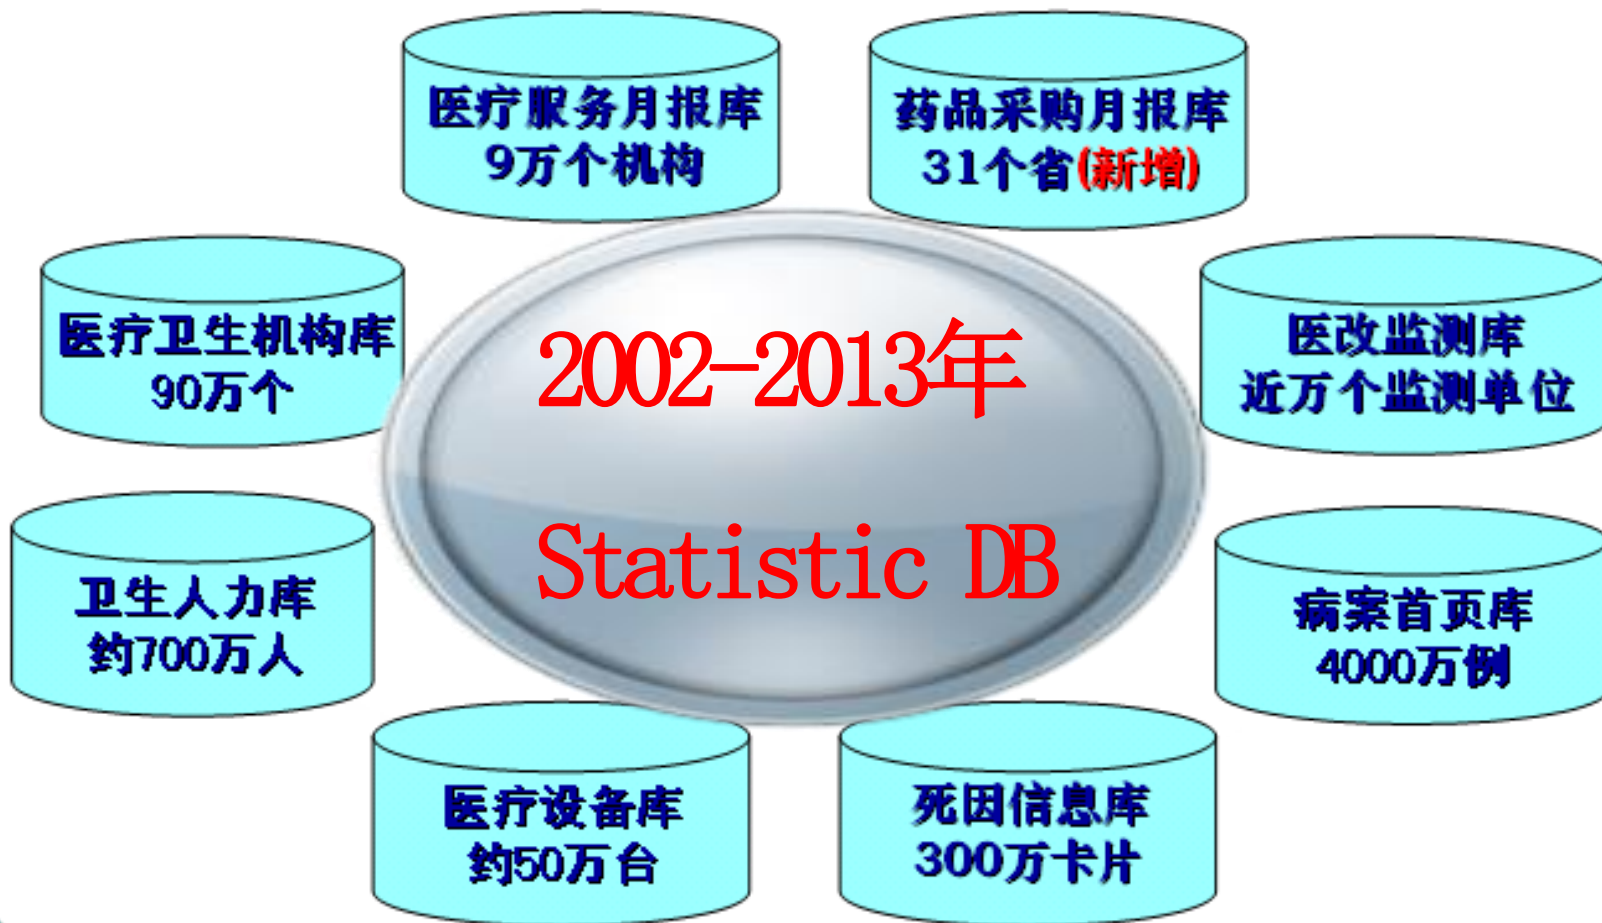 医疗服务月报库
9万个机构
药品采购月报库
31个省(新增)
医疗卫生机构库
90万个
2002-2013年
Statistic DB
医改监测库
近万个监测单位
卫生人力库
约700万人
病案首页库
4000万例
医疗设备库
约50万台
死因信息库
300万卡片